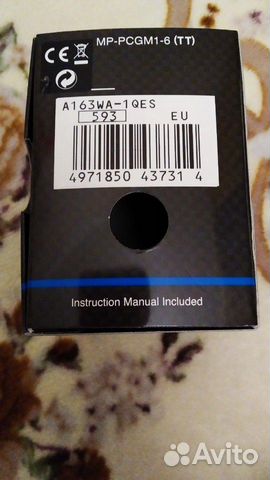 CE
MP-PCGM1-6 (TT)
A163WA-1QES
593 EU
4971850 43731 4
Instruction Manual Included
Avito